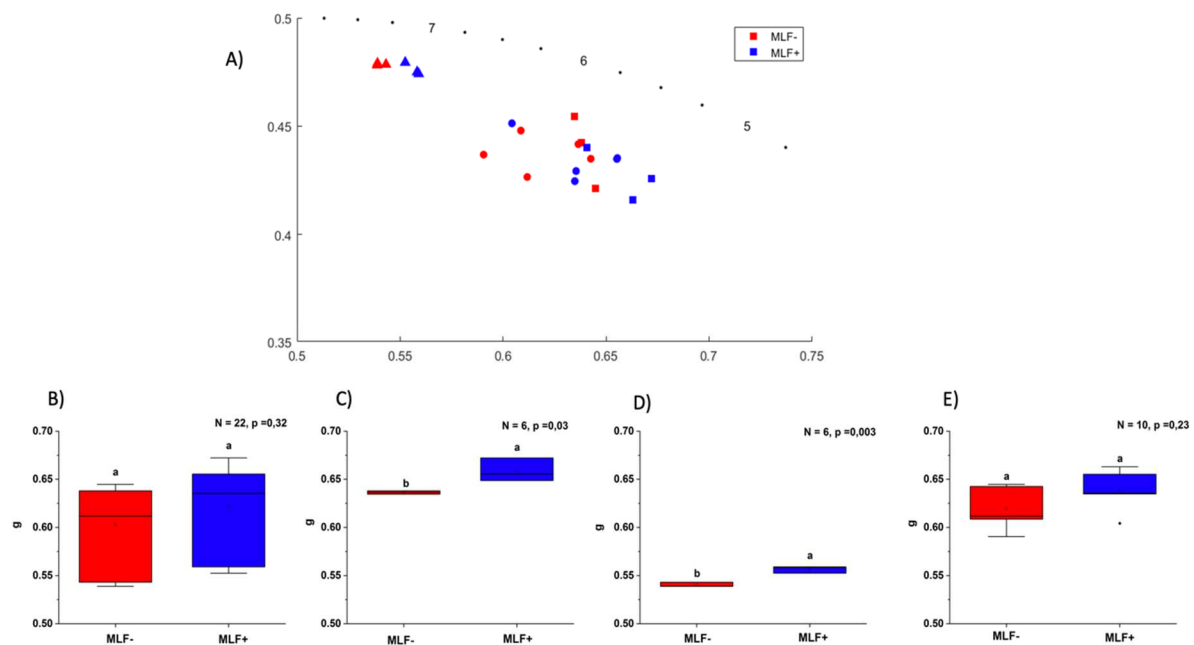 A)
0.5
0.45
0.4
0.35
0.5
0.55
0.6
0.65
0.7
0.75
7
6
5
MLF-
MLF+
B)
N = 22, p =0,32
0.70
0.65
0.60
0.55
0.50
g
a
a
MLF-
MLF+
C)
N = 6, p =0,03
0.70
0.65
0.60
0.55
0.50
g
b
a
MLF-
MLF+
D)
N = 6, p =0,003
0.70
0.65
0.60
0.55
0.50
g
b
a
MLF-
MLF+
E)
N = 10, p =0,23
0.70
0.65
0.60
0.55
0.50
g
a
a
MLF-
MLF+